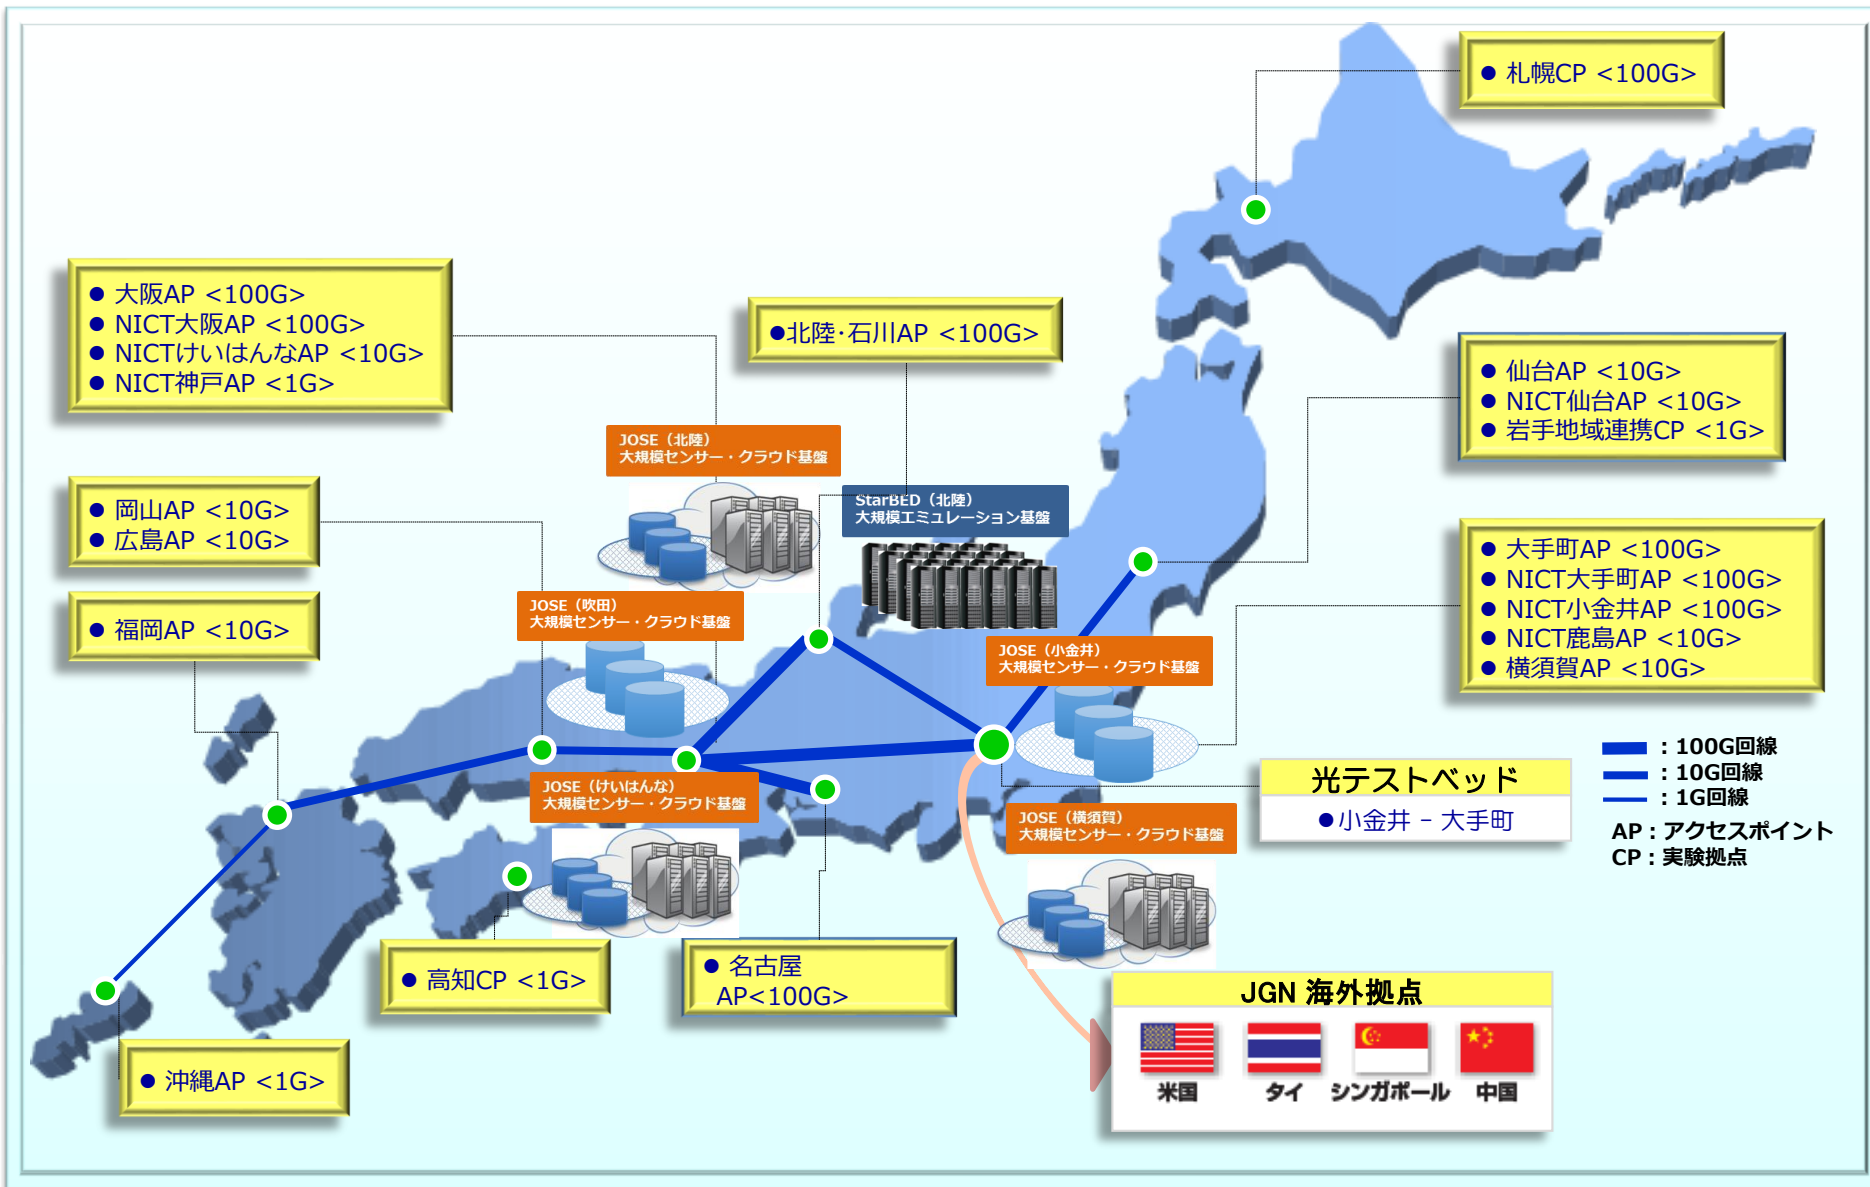 ● 札幌CP <100G>
● 大阪AP <100G>
● NICT大阪AP <100G>
● NICTけいはんなAP <10G>
● NICT神戸AP <1G>
●北陸・石川AP <100G>
● 仙台AP <10G>
● NICT仙台AP <10G>
● 岩手地域連携CP <1G>
JOSE（北陸）
大規模センサー・クラウド基盤
● 岡山AP <10G>
● 広島AP <10G>
StarBED（北陸）
大規模エミュレーション基盤
● 大手町AP <100G>
● NICT大手町AP <100G>
● NICT小金井AP <100G>
● NICT鹿島AP <10G>
● 横須賀AP <10G>
● 福岡AP <10G>
JOSE（吹田）
大規模センサー・クラウド基盤
JOSE（小金井）
大規模センサー・クラウド基盤
：100G回線
：10G回線
：1G回線
AP：アクセスポイント
CP：実験拠点
光テストベッド
●小金井 – 大手町
JOSE（けいはんな）
大規模センサー・クラウド基盤
JOSE（横須賀）
大規模センサー・クラウド基盤
● 高知CP <1G>
● 名古屋
AP<100G>
JGN 海外拠点
米国 タイ シンガポール 中国
● 沖縄AP <1G>